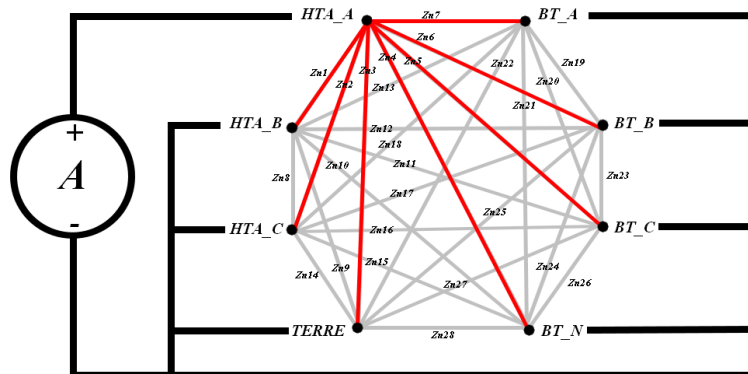 HTA_A Zn7 BT_A
Zn6
Zn4 Zn5
Zn22
Zn1 Zn3 Zn19
Zn2 Zn13 Zn20
Zn21
+ HTA_B Zn12 BT_B
Zn18
A Zn10 Zn11
Zn8 Zn23
Zn17
Zn25
- HTA_C Zn16 BT_C
Zn15
Zn14 Zn9 Zn24
Zn27 Zn26
TERRE Zn28 BT_N